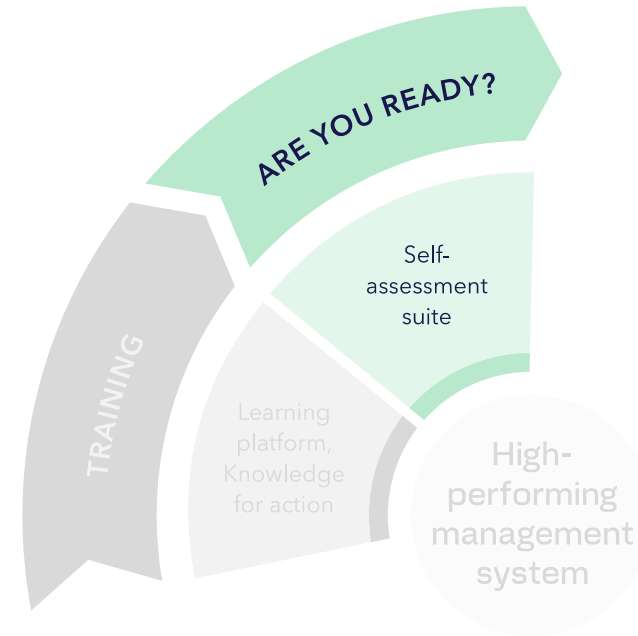 ARE YOU READY?
Self-
assessment
suite
TRAINING
Learning
platform,
Knowledge
for action
High-
performing
management
system